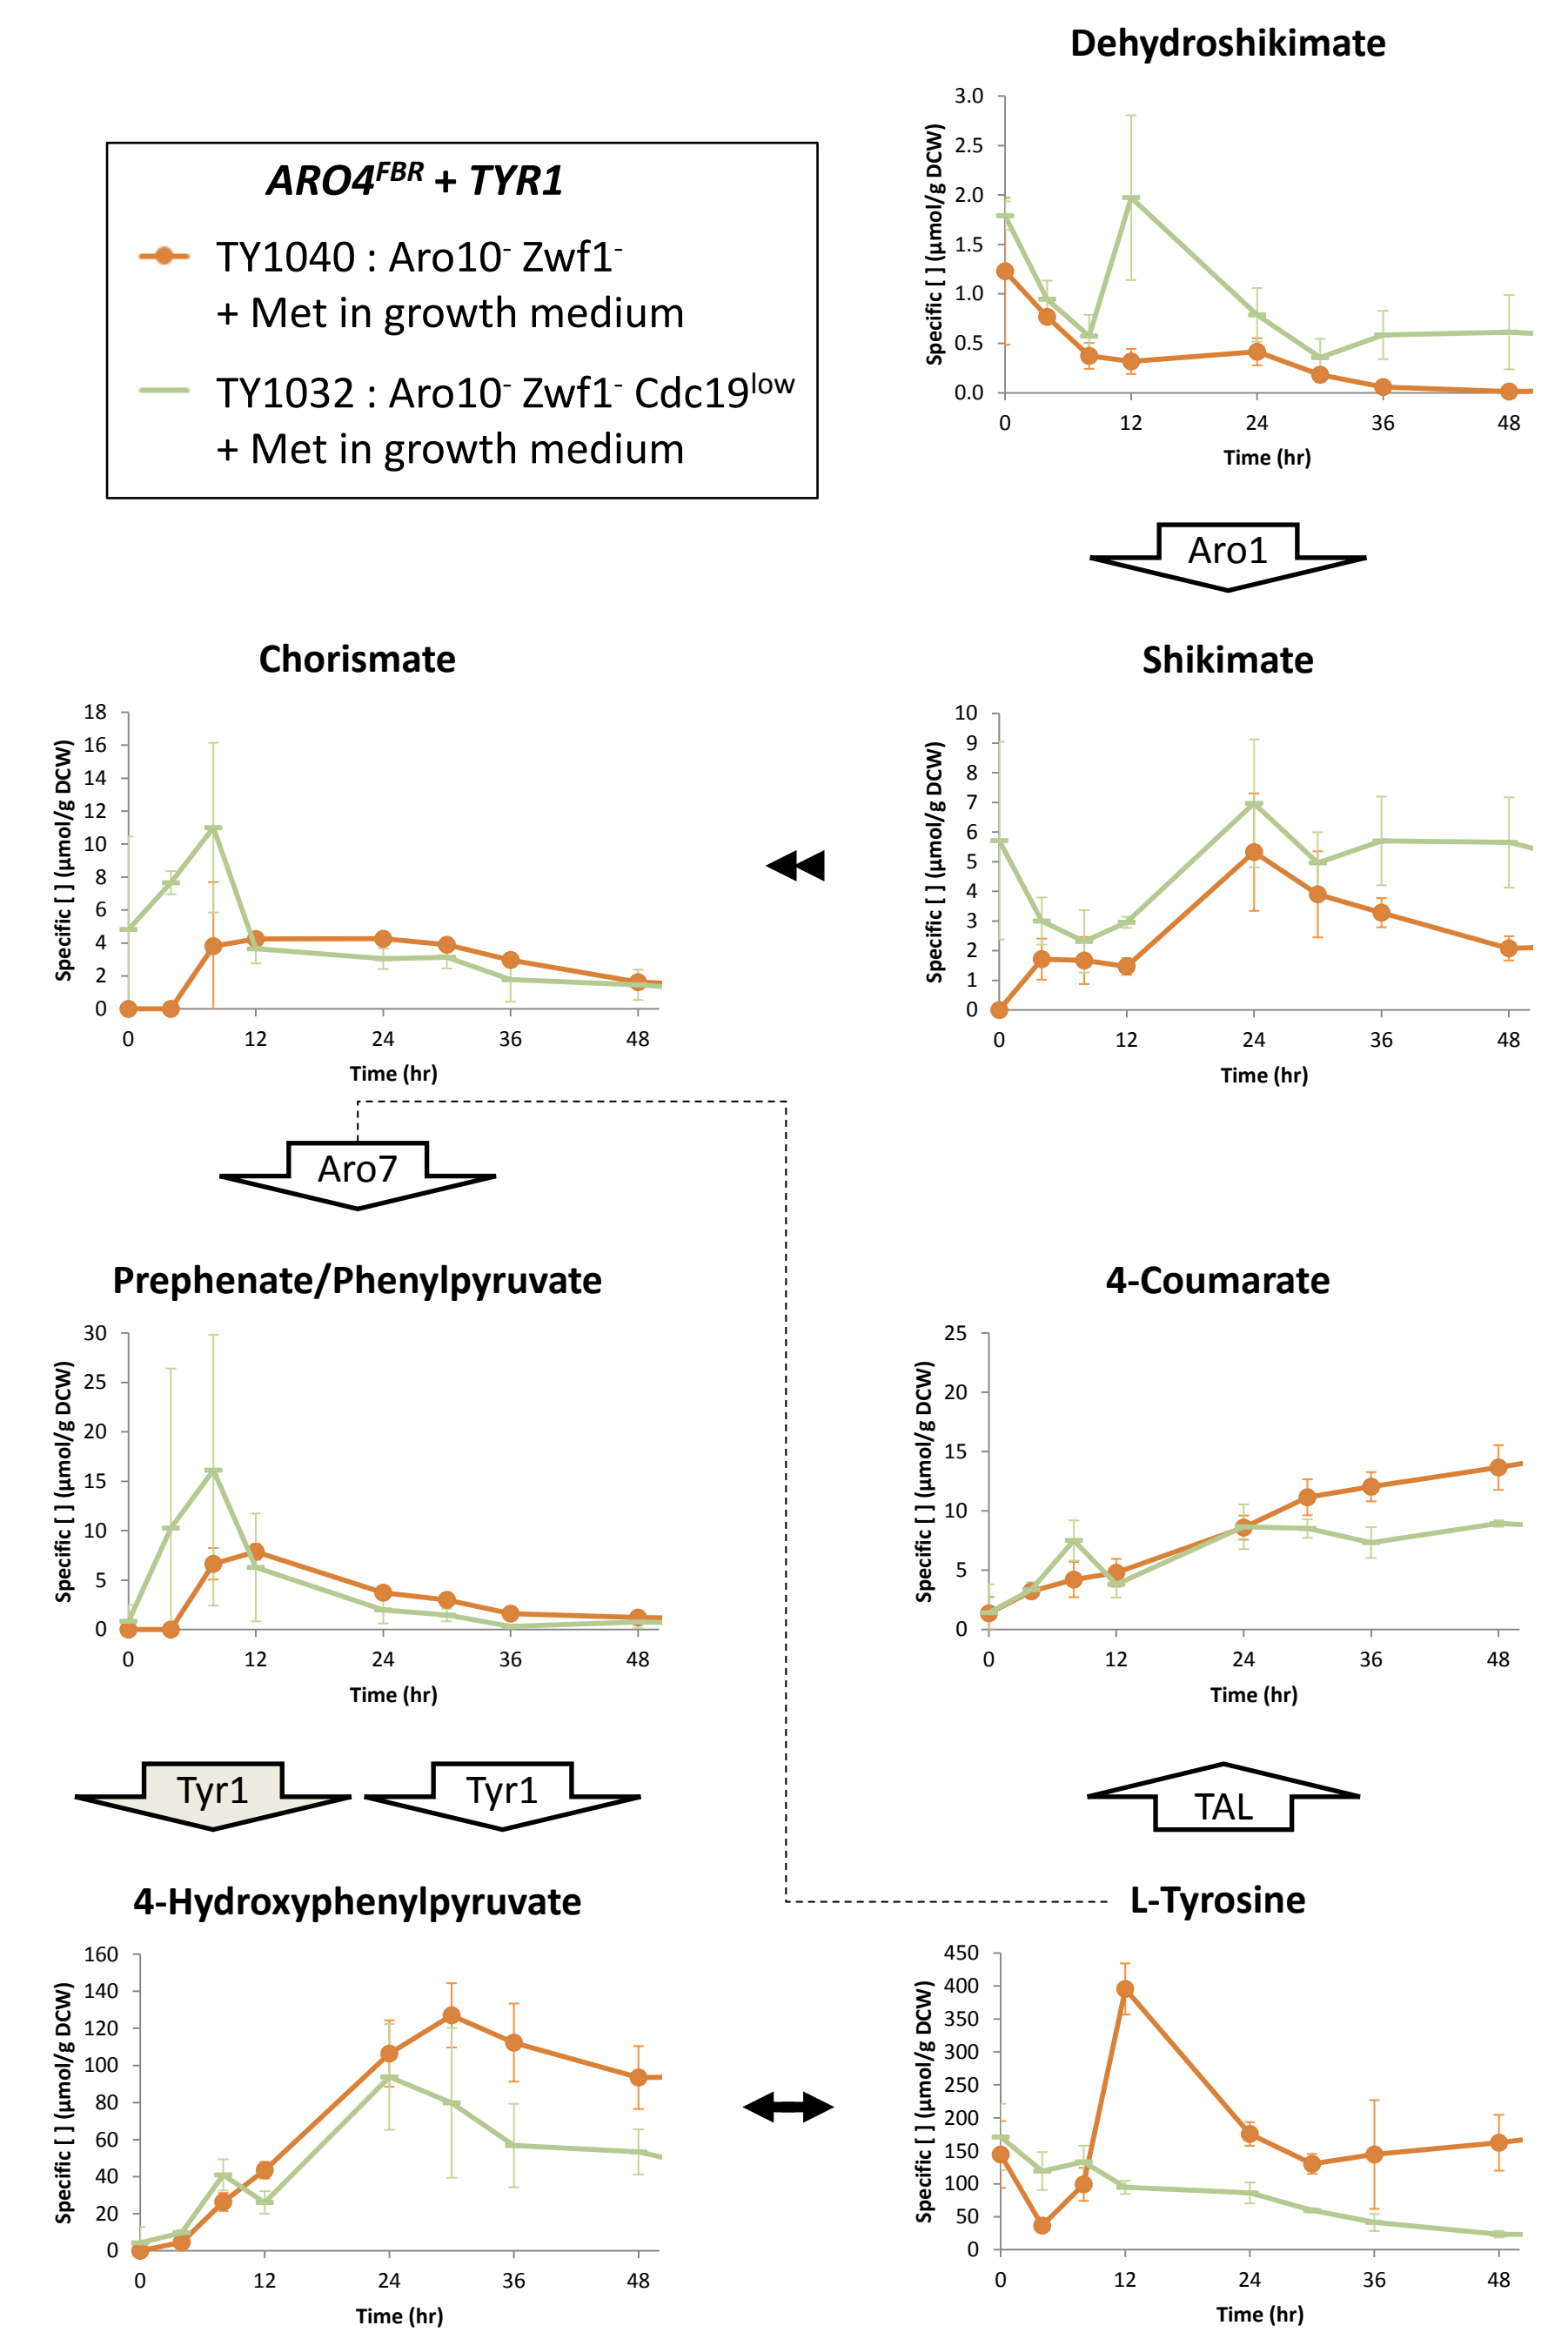 Dehydroshikimate
ARO4FBR + TYR1
TY1040 : Aro10- Zwf1-
+ Met in growth medium
TY1032 : Aro10- Zwf1- Cdc19low
+ Met in growth medium
Specific [ ] (µmol/g DCW)
3.0
2.5
2.0
1.5
1.0
0.5
0.0
0 12 24 36 48
Time (hr)
Aro1
Chorismate
Specific [ ] (µmol/g DCW)
18
16
14
12
10
8
6
4
2
0
0 12 24 36 48
Time (hr)
Shikimate
Specific [ ] (µmol/g DCW)
10
9
8
7
6
5
4
3
2
1
0
0 12 24 36 48
Time (hr)
Aro7
Prephenate/Phenylpyruvate
Specific [ ] (µmol/g DCW)
30
25
20
15
10
5
0
0 12 24 36 48
Time (hr)
4-Coumarate
Specific [ ] (µmol/g DCW)
25
20
15
10
5
0
0 12 24 36 48
Time (hr)
Tyr1 Tyr1
TAL
4-Hydroxyphenylpyruvate
Specific [ ] (µmol/g DCW)
160
140
120
100
80
60
40
20
0
0 12 24 36 48
Time (hr)
L-Tyrosine
Specific [ ] (µmol/g DCW)
450
400
350
300
250
200
150
100
50
0
0 12 24 36 48
Time (hr)